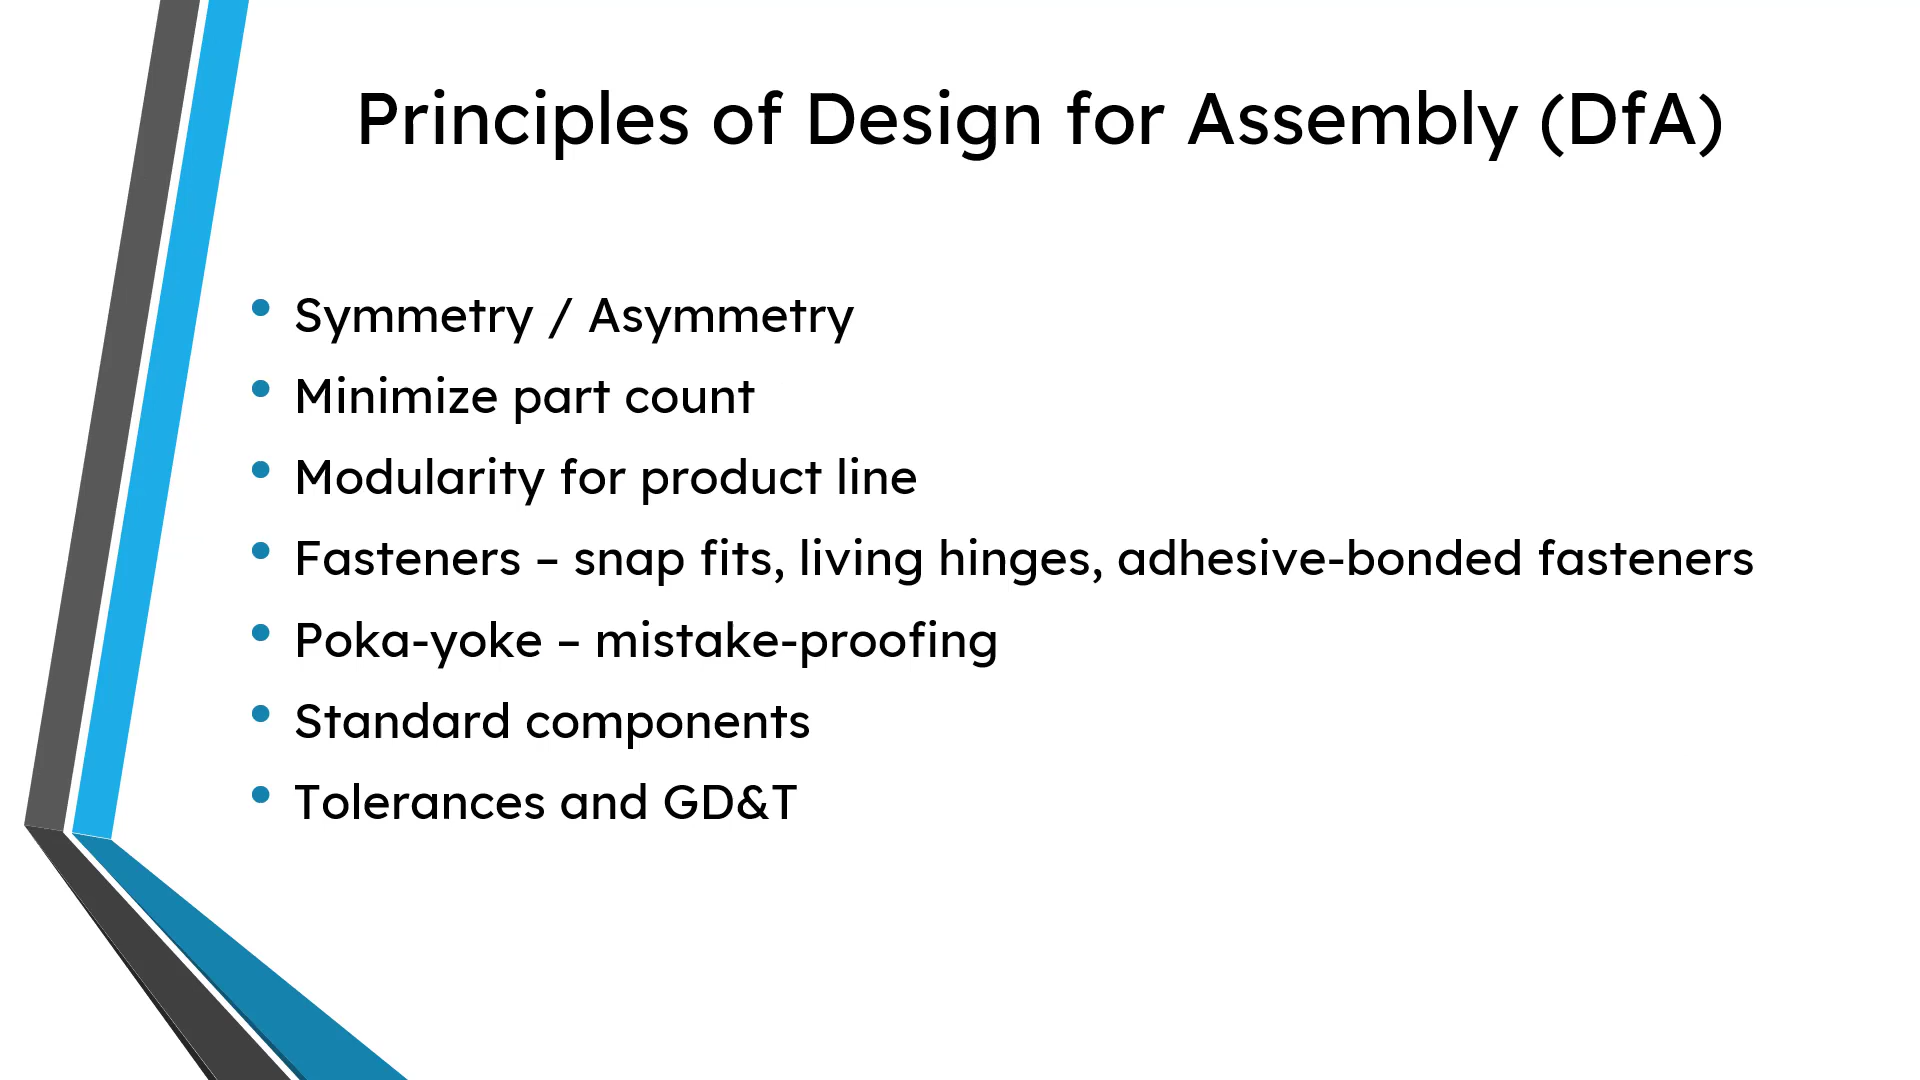 Principles of Design for Assembly (DfA)
• Symmetry / Asymmetry
• Minimize part count
• Modularity for product line
• Fasteners – snap fits, living hinges, adhesive-bonded fasteners
• Poka-yoke – mistake-proofing
• Standard components
• Tolerances and GD&T